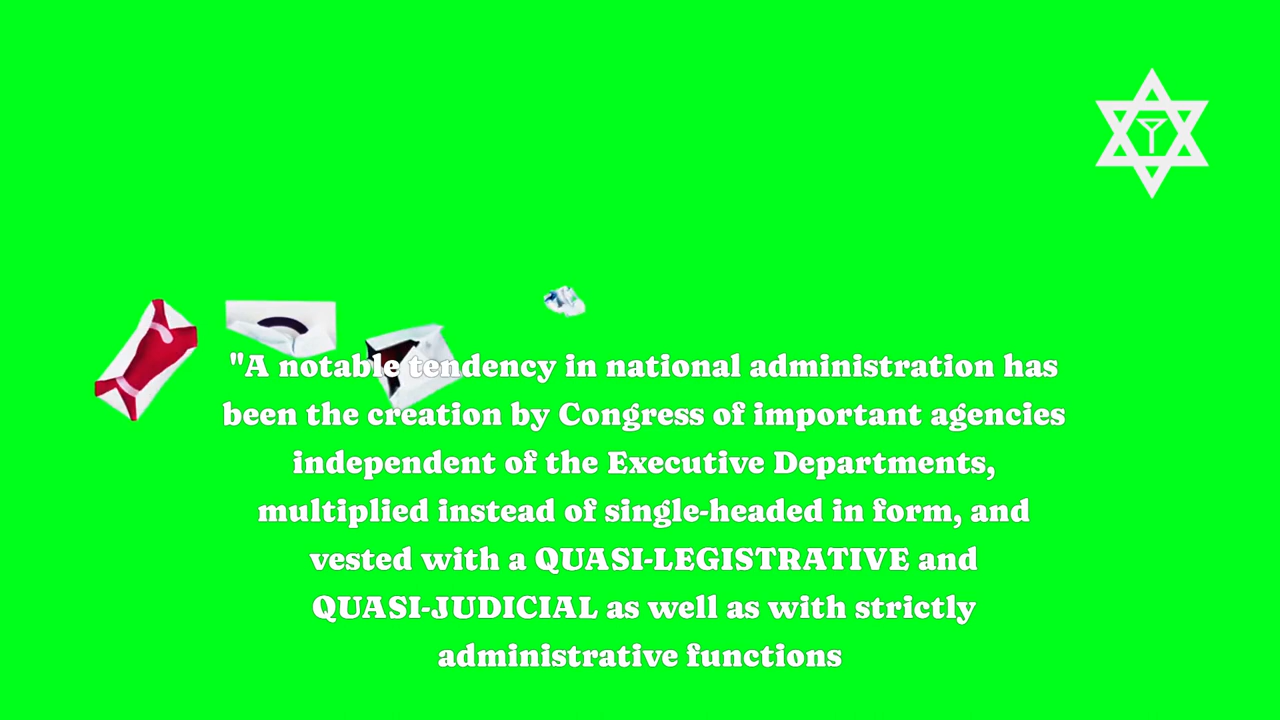 "A notable tendency in national administration has
been the creation by Congress of important agencies
independent of the Executive Departments,
multiplied instead of single-headed in form, and
vested with a QUASI-LEGISTRATIVE and
QUASI-JUDICIAL as well as with strictly
administrative functions